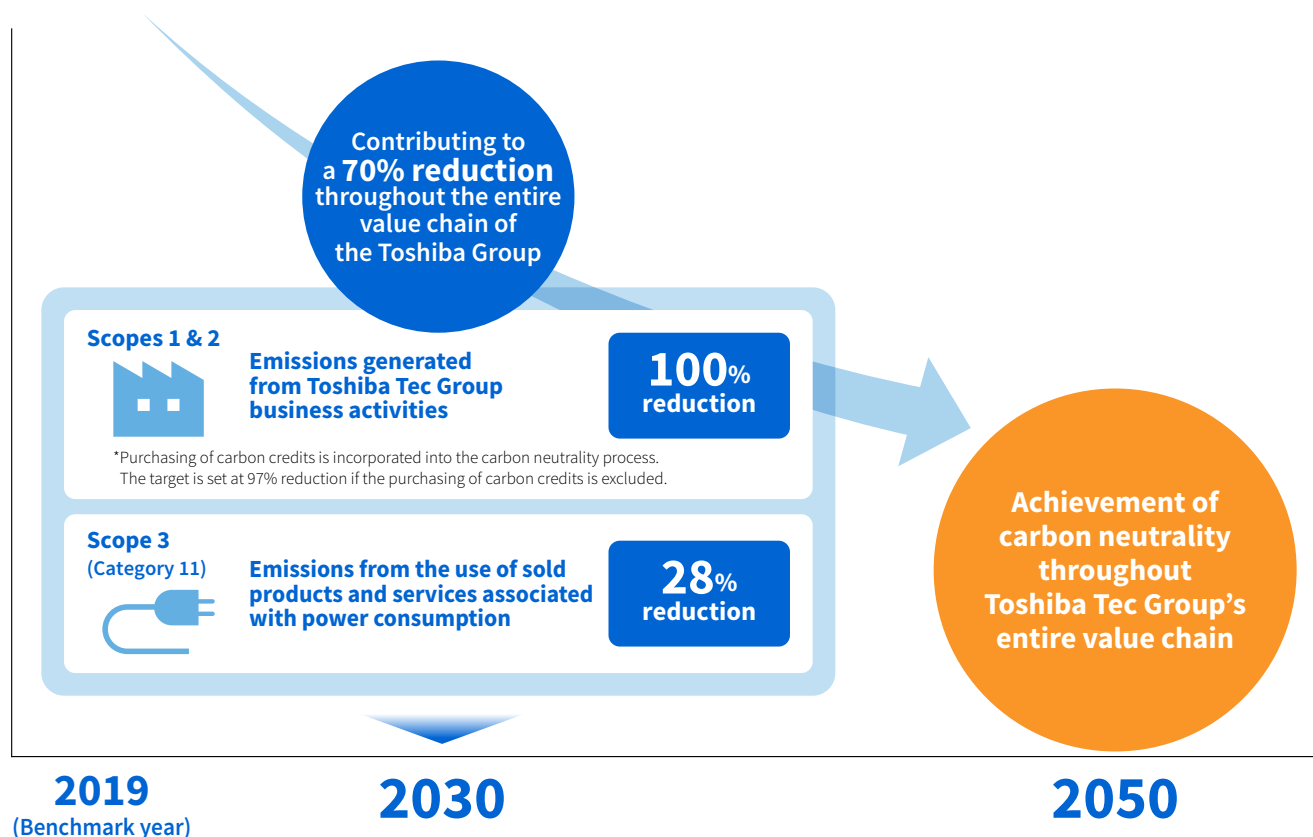 Contributing to
a 70% reduction
throughout the entire
value chain of
the Toshiba Group
Scopes 1 & 2
Emissions generated
from Toshiba Tec Group
business activities
100%
reduction
*Purchasing of carbon credits is incorporated into the carbon neutrality process.
The target is set at 97% reduction if the purchasing of carbon credits is excluded.
Scope 3
(Category 11)
Emissions from the use of sold
products and services associated
with power consumption
28%
reduction
Achievement of
carbon neutrality
throughout
Toshiba Tec Group’s
entire value chain
2019
(Benchmark year)
2030
2050